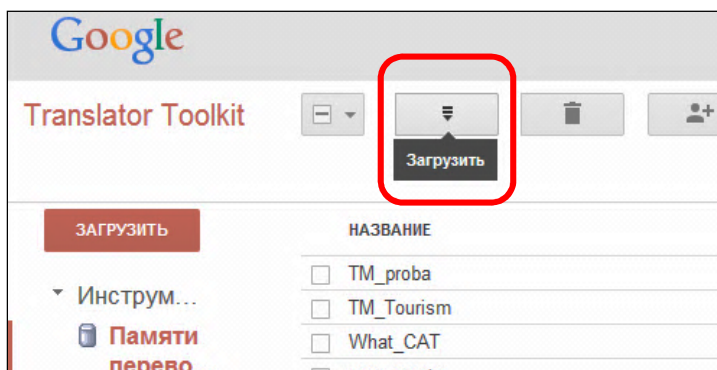 Google
Translator Toolkit
Загрузить
ЗАГРУЗИТЬ
НАЗВАНИЕ
TM_proba
Инструм...
TM_Tourism
Памяти
What_CAT
перево